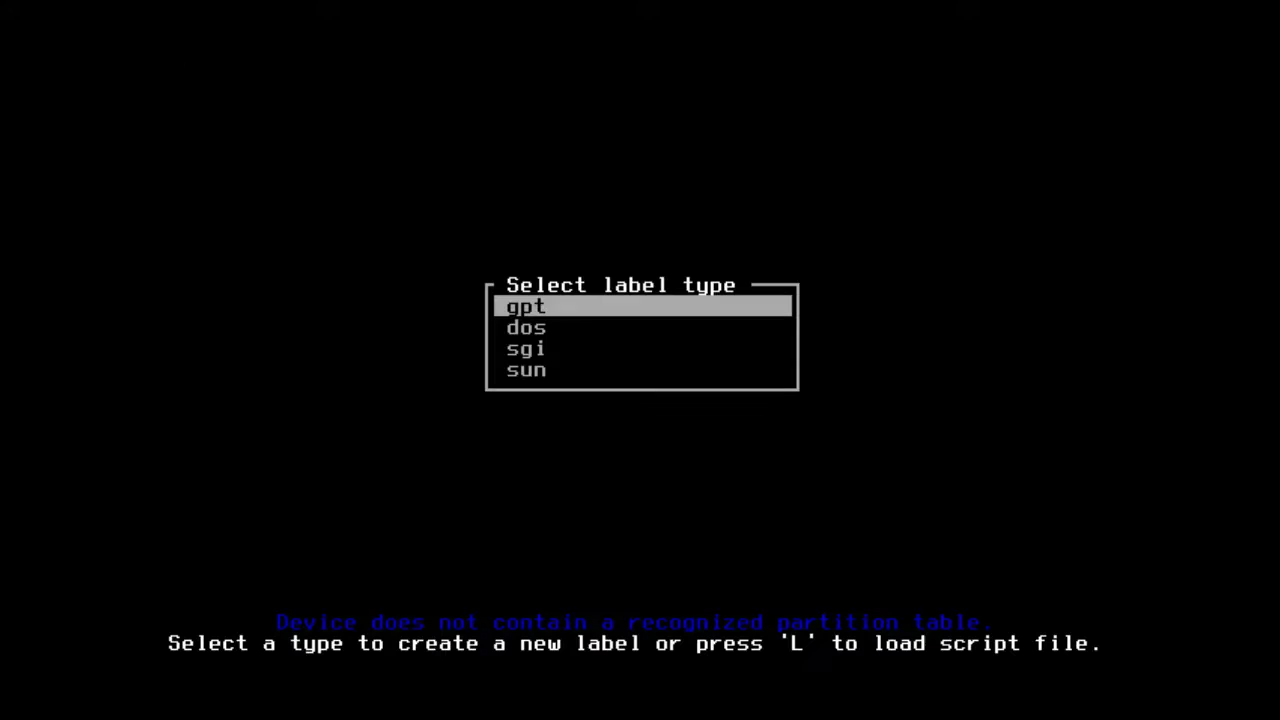 Select label type
gpt
dos
sgi
sun
Device does not contain a recognized partition table.
Select a type to create a new label or press 'L' to load script file.